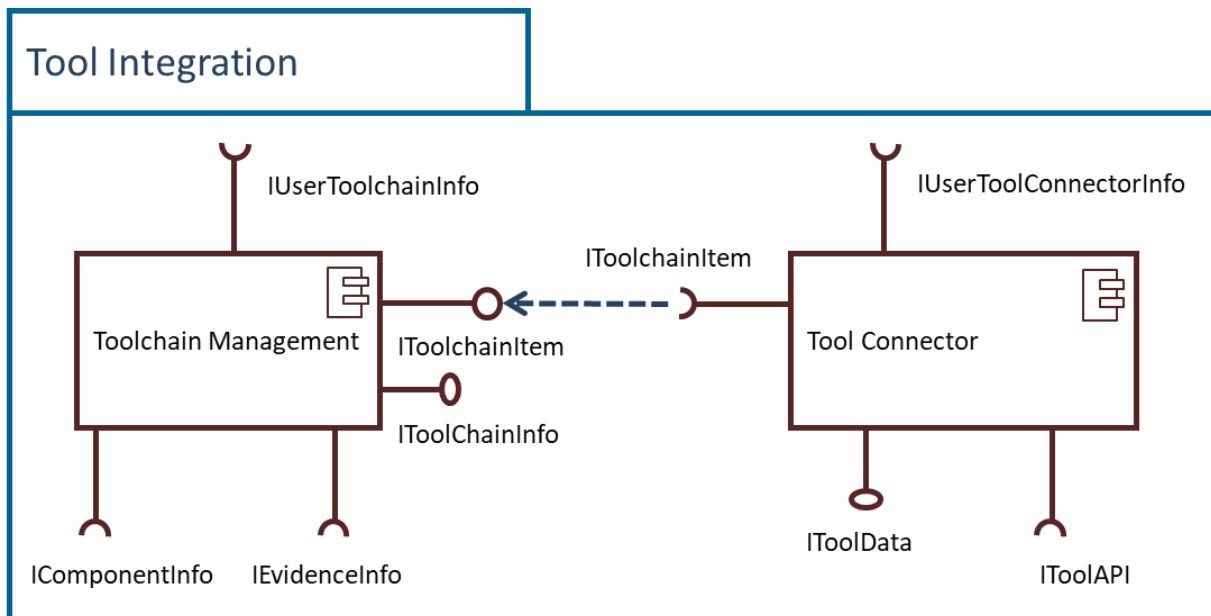 Tool Integration
IUserToolchainInfo
IUserToolConnectorInfo
IToolchainItem
Toolchain Management
IToolchainItem
Tool Connector
IToolChainInfo
IToolData
IComponentInfo
IEvidenceInfo
IToolAPI